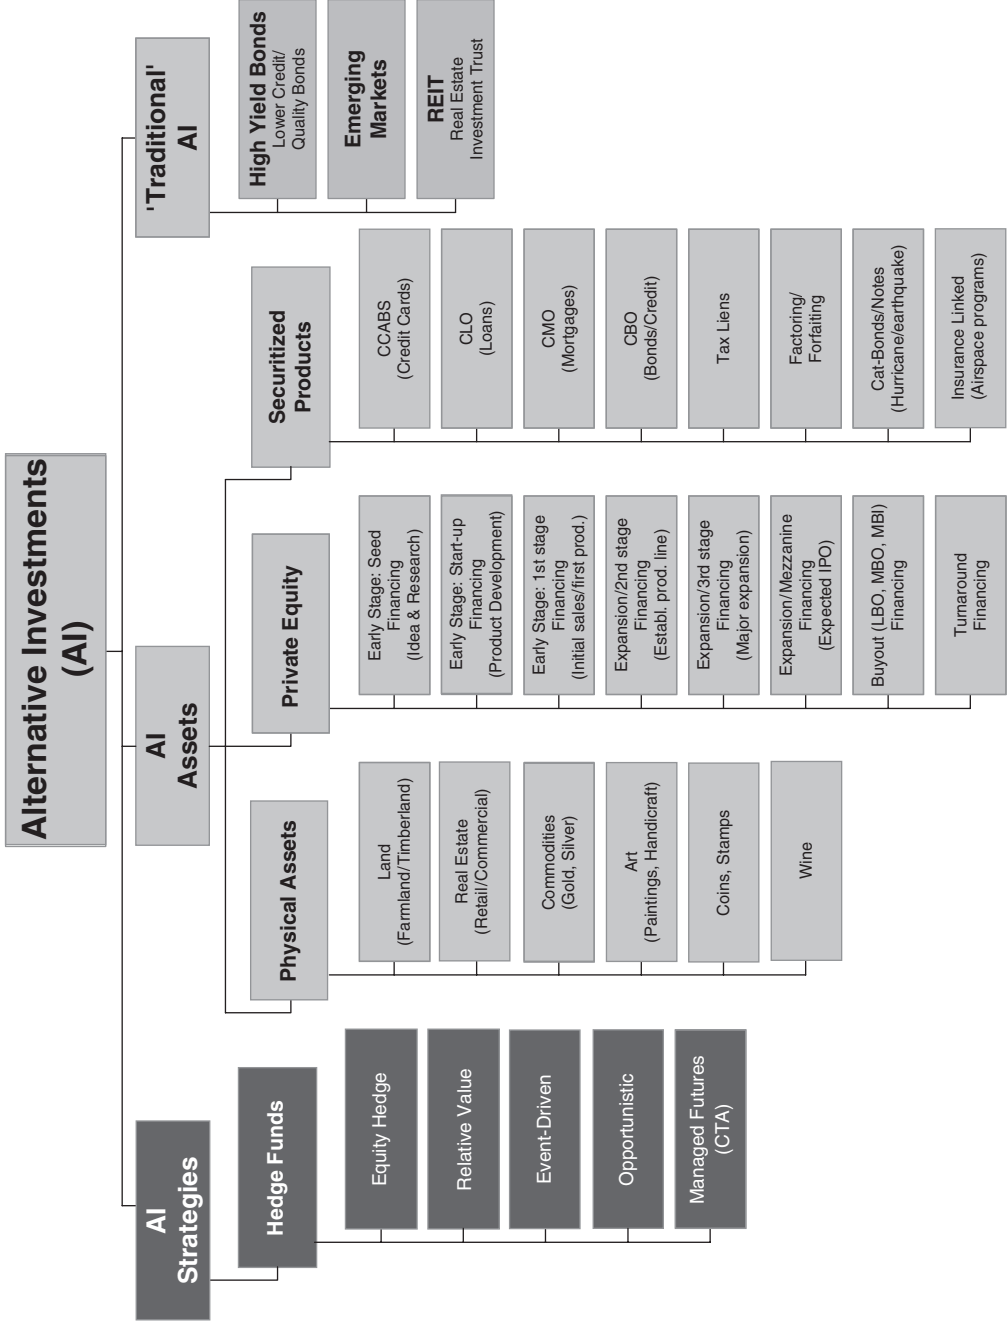 Alternative Investments
(AI)
AI
Strategies
Hedge Funds
Equity Hedge
Relative Value
Event-Driven
Opportunistic
Managed Futures
(CTA)
AI
Assets
Physical Assets
Land
(Farmland/Timberland)
Real Estate
(Retail/Commercial)
Commodities
(Gold, Silver)
Art
(Paintings, Handicraft)
Coins, Stamps
Wine
Private Equity
Early Stage: Seed
Financing
(Idea & Research)
Early Stage: Start-up
Financing
(Product Development)
Early Stage: 1st stage
Financing
(Initial sales/first prod.)
Expansion/2nd stage
Financing
(Establ. prod. line)
Expansion/3rd stage
Financing
(Major expansion)
Expansion/Mezzanine
Financing
(Expected IPO)
Buyout (LBO, MBO, MBI)
Financing
Turnaround
Financing
Securitized
Products
CCABS
(Credit Cards)
CLO
(Loans)
CMO
(Mortgages)
CBO
(Bonds/Credit)
Tax Liens
Factoring/
Forfaiting
Cat-Bonds/Notes
(Hurricane/earthquake)
Insurance Linked
(Airspace programs)
'Traditional'
AI
High Yield Bonds
Lower Credit/
Quality Bonds
Emerging
Markets
REIT
Real Estate
Investment Trust